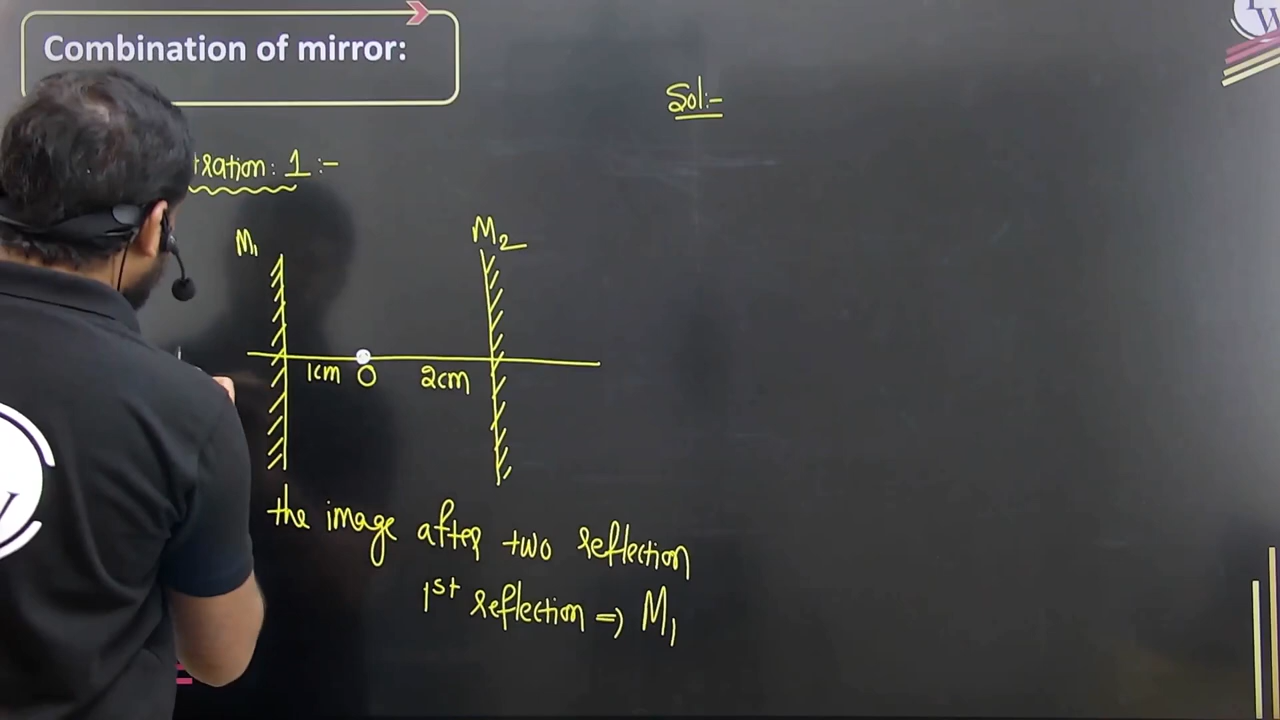 Combination of mirror:
Sol:-
tration: 1 :-
M1
M2
1cm O 2cm
the image after two reflection
1st reflection => M1